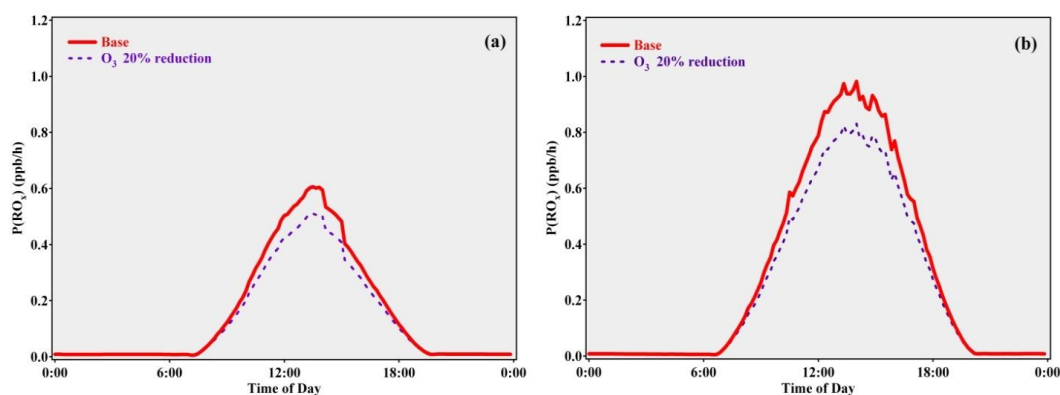 (a)
Base
O₃ 20% reduction
P(ROₓ) (ppb/h)
1.2
1.0
0.8
0.6
0.4
0.2
0.0
0:00
6:00
12:00
18:00
0:00
Time of Day
(b)
Base
O₃ 20% reduction
P(ROₓ) (ppb/h)
1.2
1.0
0.8
0.6
0.4
0.2
0.0
0:00
6:00
12:00
18:00
0:00
Time of Day